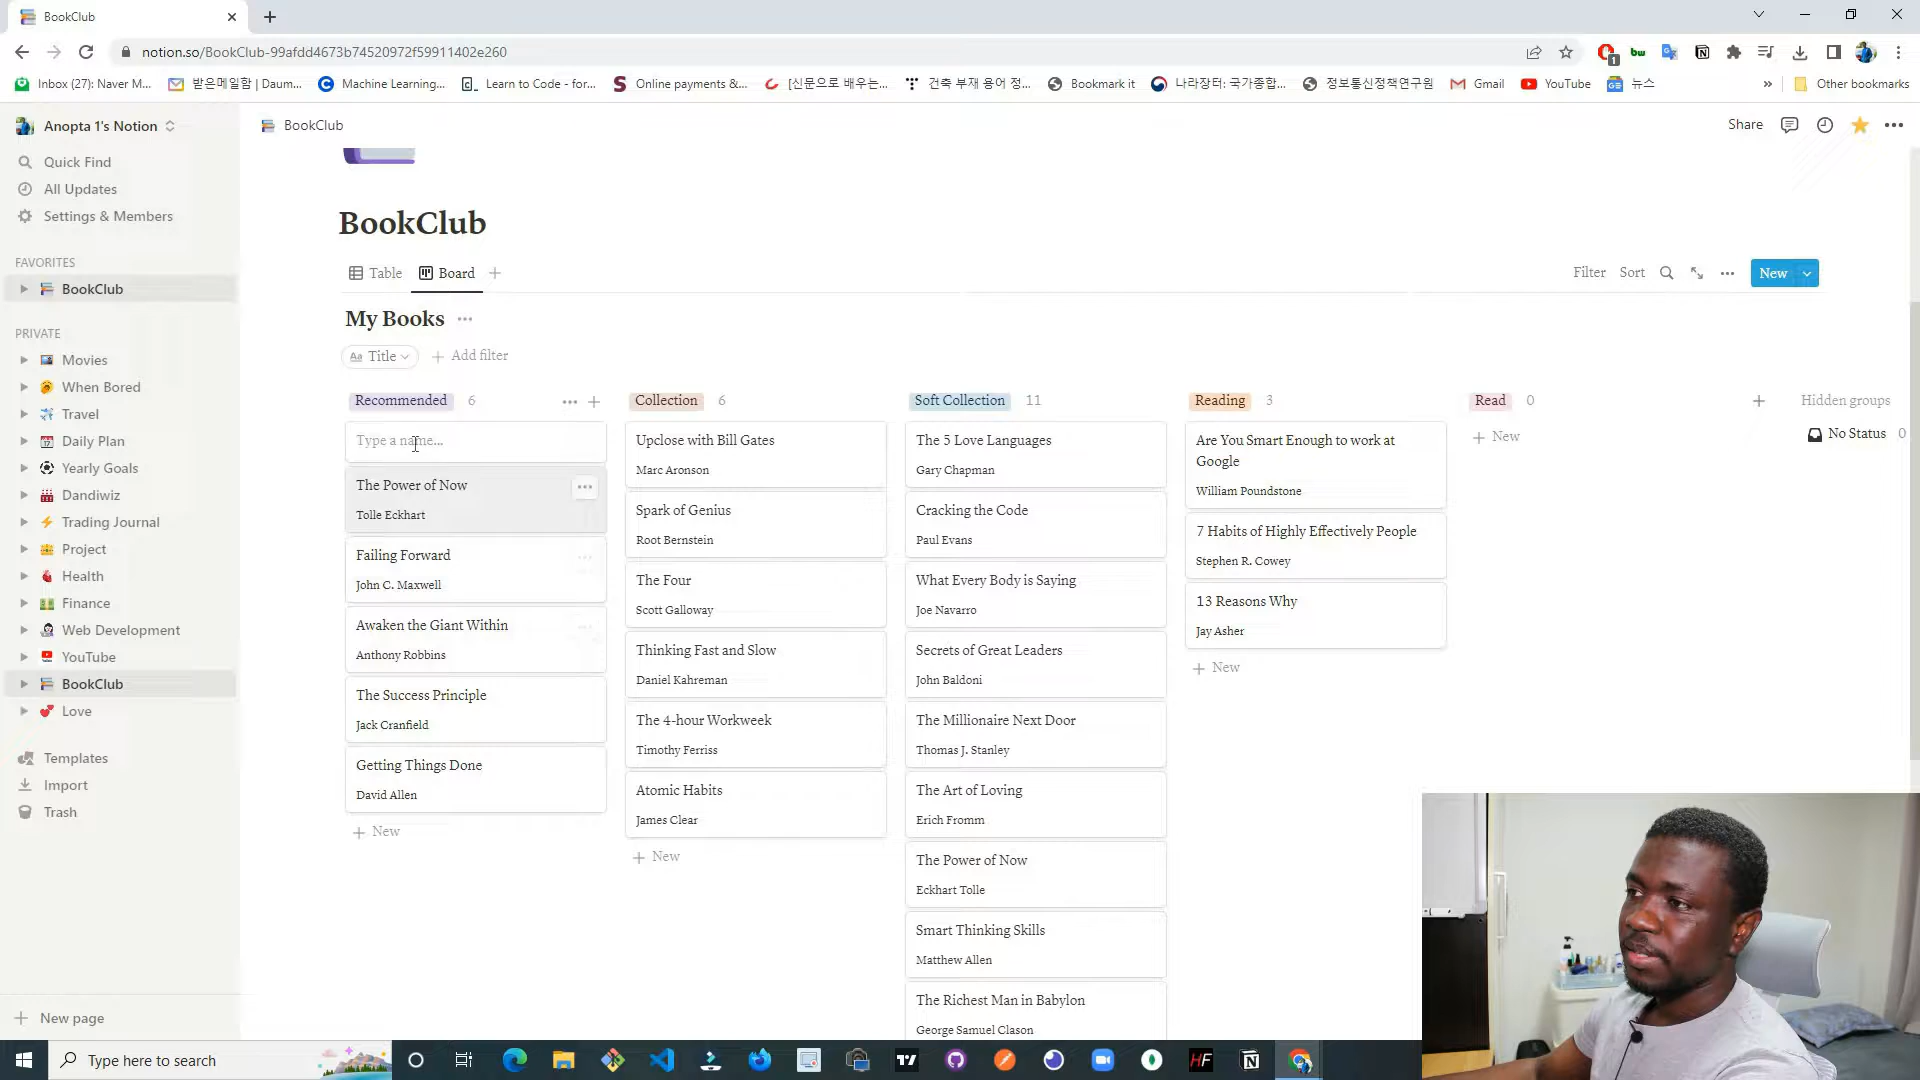 BookClub
notion.so/BookClub-99afdd4673b74520972f59911402e260
1
Inbox (27): Naver M...
받은메일함 | Daum...
Machine Learning...
Learn to Code - for...
Online payments &...
[신문으로 배우는...
건축 부재 용어 정...
Bookmark it
나라장터: 국가종합...
정보통신정책연구원
Gmail
YouTube
뉴스
»
Other bookmarks
Anopta 1's Notion
BookClub
Share
Quick Find
All Updates
Settings & Members
FAVORITES
BookClub
PRIVATE
Movies
When Bored
Travel
Daily Plan
Yearly Goals
Dandiwiz
Trading Journal
Project
Health
Finance
Web Development
YouTube
BookClub
Love
Templates
Import
Trash
New page
BookClub
Table
Board
Filter
Sort
New
My Books
Aa Title
Add filter
Recommended 6
Type a name...
The Power of Now
Tolle Eckhart
Failing Forward
John C. Maxwell
Awaken the Giant Within
Anthony Robbins
The Success Principle
Jack Cranfield
Getting Things Done
David Allen
New
Collection 6
Upclose with Bill Gates
Marc Aronson
Spark of Genius
Root Bernstein
The Four
Scott Galloway
Thinking Fast and Slow
Daniel Kahreman
The 4-hour Workweek
Timothy Ferriss
Atomic Habits
James Clear
New
Soft Collection 11
The 5 Love Languages
Gary Chapman
Cracking the Code
Paul Evans
What Every Body is Saying
Joe Navarro
Secrets of Great Leaders
John Baldoni
The Millionaire Next Door
Thomas J. Stanley
The Art of Loving
Erich Fromm
The Power of Now
Eckhart Tolle
Smart Thinking Skills
Matthew Allen
The Richest Man in Babylon
George Samuel Clason
Reading 3
Are You Smart Enough to work at
Google
William Poundstone
7 Habits of Highly Effectively People
Stephen R. Cowey
13 Reasons Why
Jay Asher
New
Read 0
New
Hidden groups
No Status 0
Type here to search
HF